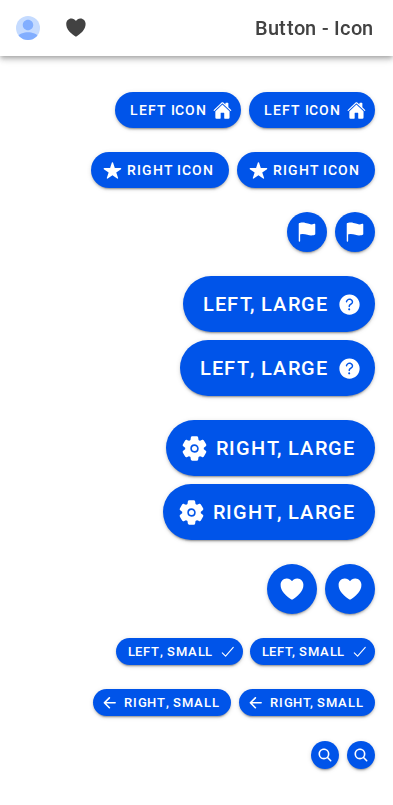 Button - Icon
LEFT ICON LEFT ICON
RIGHT ICON RIGHT ICON
LEFT, LARGE
LEFT, LARGE
RIGHT, LARGE
RIGHT, LARGE
LEFT, SMALL LEFT, SMALL
RIGHT, SMALL RIGHT, SMALL